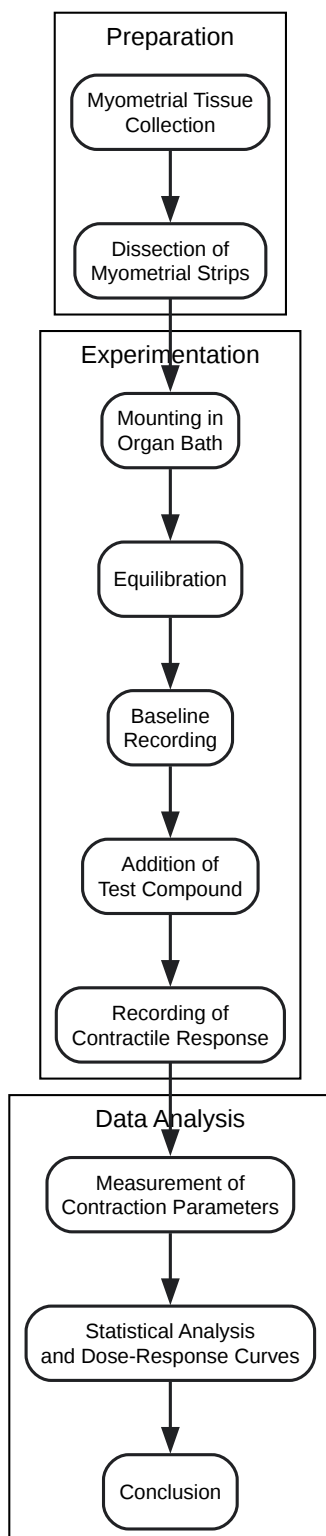 Preparation
Myometrial Tissue
Collection
Dissection of
Myometrial Strips
Experimentation
Mounting in
Organ Bath
Equilibration
Baseline
Recording
Addition of
Test Compound
Recording of
Contractile Response
Data Analysis
Measurement of
Contraction Parameters
Statistical Analysis
and Dose-Response Curves
Conclusion